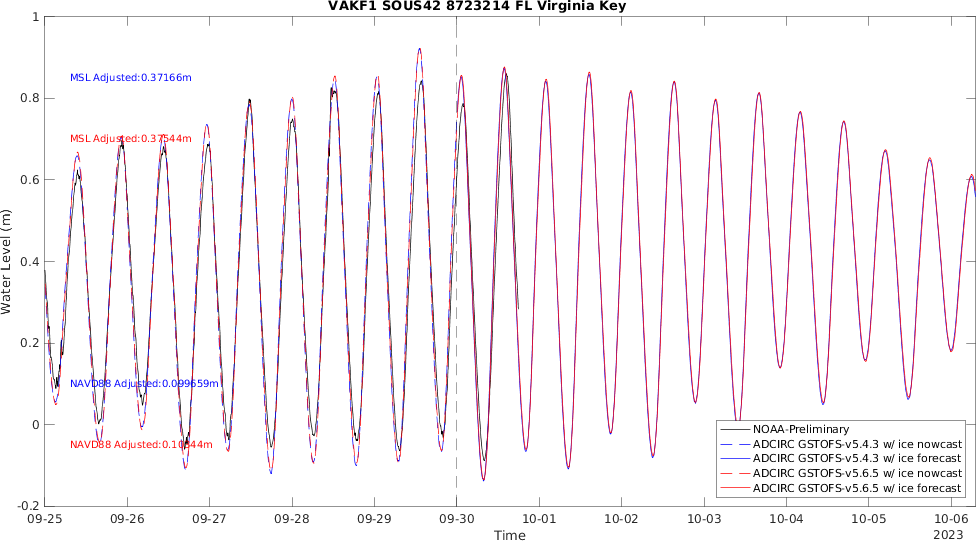 VAKF1 SOUS42 8723214 FL Virginia Key
1
0.8
0.6
0.4
0.2
0
-0.2
Water Level (m)
MSL Adjusted:0.37166m
MSL Adjusted:0.37544m
NAVD88 Adjusted:0.099659m
NAVD88 Adjusted:0.10344m
NOAA-Preliminary
ADCIRC GSTOFS-v5.4.3 w/ ice nowcast
ADCIRC GSTOFS-v5.4.3 w/ ice forecast
ADCIRC GSTOFS-v5.6.5 w/ ice nowcast
ADCIRC GSTOFS-v5.6.5 w/ ice forecast
09-25 09-26 09-27 09-28 09-29 09-30 10-01 10-02 10-03 10-04 10-05 10-06
Time
2023